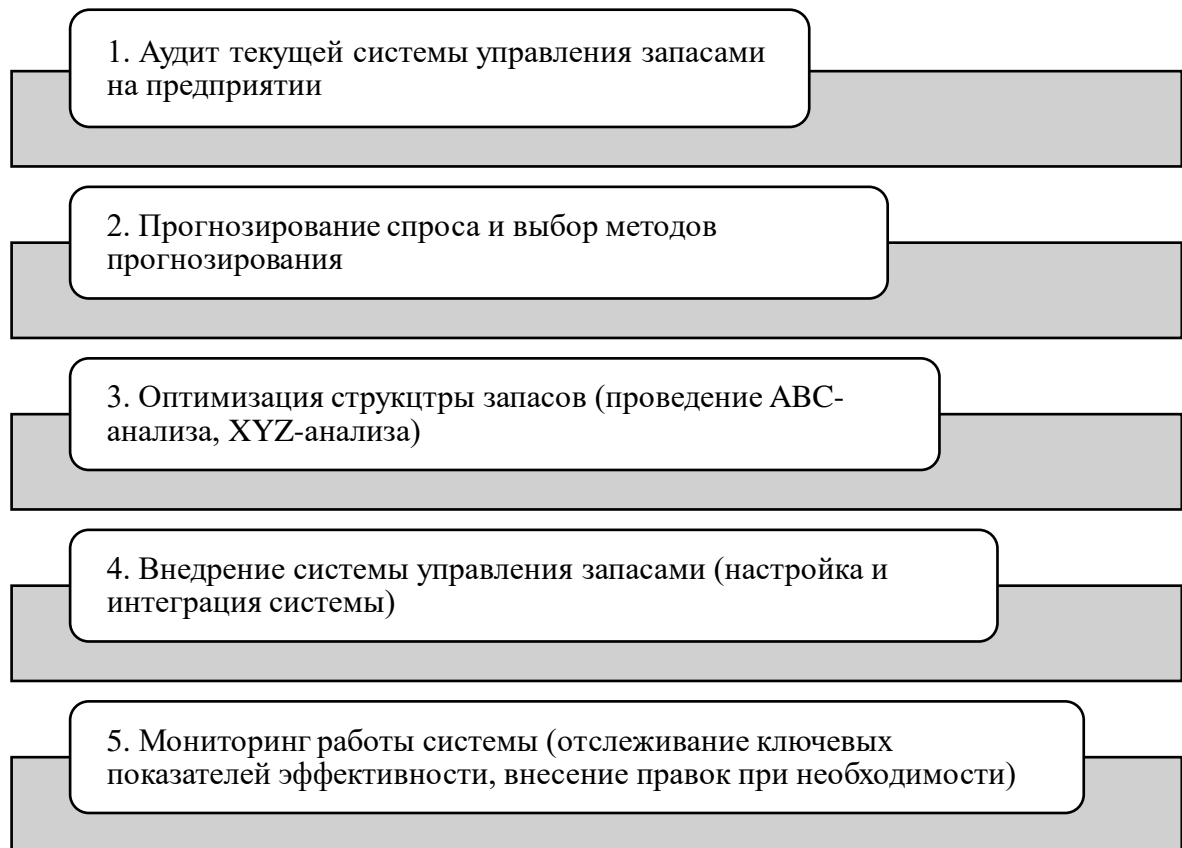 1. Аудит текущей системы управления запасами
на предприятии
2. Прогнозирование спроса и выбор методов
прогнозирования
3. Оптимизация струкцтры запасов (проведение ABC-
анализа, XYZ-анализа)
4. Внедрение системы управления запасами (настройка и
интеграция системы)
5. Мониторинг работы системы (отслеживание ключевых
показателей эффективности, внесение правок при необходимости)